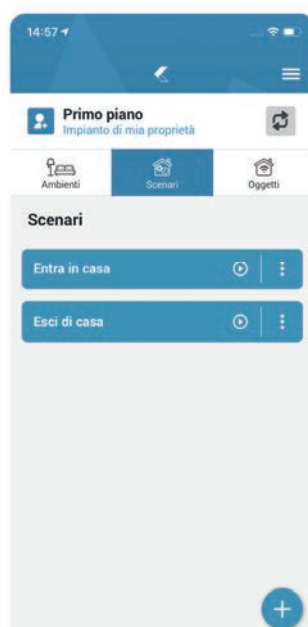 14:57
Primo piano
Impianto di mia proprietà
Ambienti
Scenari
Oggetti
Scenari
Entra in casa
Esci di casa